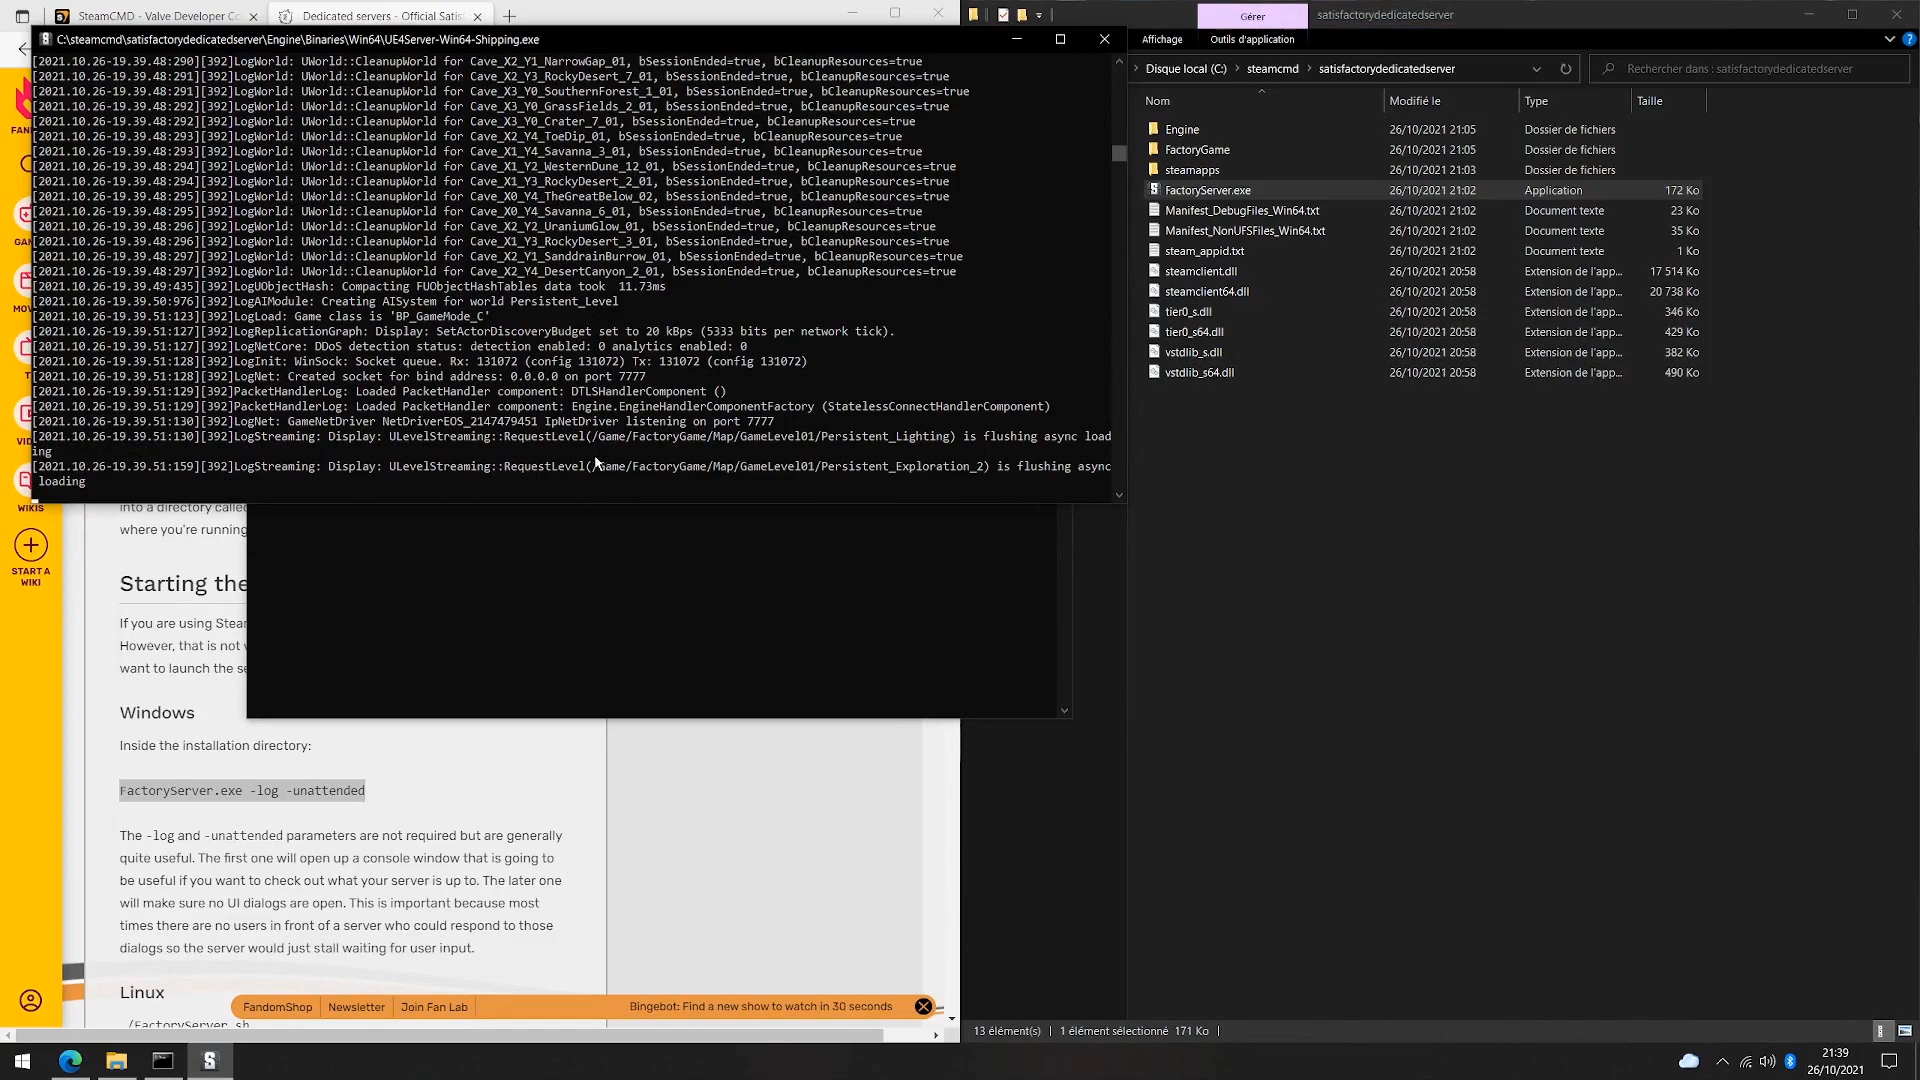 SteamCMD - Valve Developer Co
Dedicated servers - Official Satis
C:\steamcmd\satisfactorydedicatedserver\Engine\Binaries\Win64\UE4Server-Win64-Shipping.exe
[2021.10.26-19.39.48:290][392]LogWorld: UWorld::CleanupWorld for Cave_X2_Y1_NarrowGap_01, bSessionEnded=true, bCleanupResources=true
[2021.10.26-19.39.48:291][392]LogWorld: UWorld::CleanupWorld for Cave_X2_Y3_RockyDesert_7_01, bSessionEnded=true, bCleanupResources=true
[2021.10.26-19.39.48:291][392]LogWorld: UWorld::CleanupWorld for Cave_X3_Y0_SouthernForest_1_01, bSessionEnded=true, bCleanupResources=true
[2021.10.26-19.39.48:292][392]LogWorld: UWorld::CleanupWorld for Cave_X3_Y0_GrassFields_2_01, bSessionEnded=true, bCleanupResources=true
[2021.10.26-19.39.48:292][392]LogWorld: UWorld::CleanupWorld for Cave_X3_Y0_Crater_7_01, bSessionEnded=true, bCleanupResources=true
[2021.10.26-19.39.48:293][392]LogWorld: UWorld::CleanupWorld for Cave_X2_Y4_ToeDip_01, bSessionEnded=true, bCleanupResources=true
[2021.10.26-19.39.48:293][392]LogWorld: UWorld::CleanupWorld for Cave_X1_Y4_Savanna_3_01, bSessionEnded=true, bCleanupResources=true
[2021.10.26-19.39.48:294][392]LogWorld: UWorld::CleanupWorld for Cave_X1_Y2_WesternDune_12_01, bSessionEnded=true, bCleanupResources=true
[2021.10.26-19.39.48:294][392]LogWorld: UWorld::CleanupWorld for Cave_X1_Y3_RockyDesert_2_01, bSessionEnded=true, bCleanupResources=true
[2021.10.26-19.39.48:295][392]LogWorld: UWorld::CleanupWorld for Cave_X0_Y4_TheGreatBelow_02, bSessionEnded=true, bCleanupResources=true
[2021.10.26-19.39.48:295][392]LogWorld: UWorld::CleanupWorld for Cave_X0_Y4_Savanna_6_01, bSessionEnded=true, bCleanupResources=true
[2021.10.26-19.39.48:296][392]LogWorld: UWorld::CleanupWorld for Cave_X2_Y2_UraniumGlow_01, bSessionEnded=true, bCleanupResources=true
[2021.10.26-19.39.48:296][392]LogWorld: UWorld::CleanupWorld for Cave_X1_Y3_RockyDesert_3_01, bSessionEnded=true, bCleanupResources=true
[2021.10.26-19.39.48:297][392]LogWorld: UWorld::CleanupWorld for Cave_X1_Y1_SanddrainBurrow_01, bSessionEnded=true, bCleanupResources=true
[2021.10.26-19.39.48:297][392]LogWorld: UWorld::CleanupWorld for Cave_X2_Y4_DesertCanyon_2_01, bSessionEnded=true, bCleanupResources=true
[2021.10.26-19.39.49:435][392]LogUObjectHash: Compacting FUObjectHashTables data took  11.73ms
[2021.10.26-19.39.50:976][392]LogAIModule: Creating AISystem for world Persistent_Level
[2021.10.26-19.39.51:123][392]LogLoad: Game class is 'BP_GameMode_C'
[2021.10.26-19.39.51:127][392]LogReplicationGraph: Display: SetActorDiscoveryBudget set to 20 kBps (5333 bits per network tick).
[2021.10.26-19.39.51:127][392]LogNetCore: DDoS detection status: detection enabled: 0 analytics enabled: 0
[2021.10.26-19.39.51:128][392]LogInit: WinSock: Socket queue. Rx: 131072 (config 131072) Tx: 131072 (config 131072)
[2021.10.26-19.39.51:128][392]LogNet: Created socket for bind address: 0.0.0.0 on port 7777
[2021.10.26-19.39.51:129][392]PacketHandlerLog: Loaded PacketHandler component: DTLSHandlerComponent ()
[2021.10.26-19.39.51:129][392]PacketHandlerLog: Loaded PacketHandler component: Engine.EngineHandlerComponentFactory (StatelessConnectHandlerComponent)
[2021.10.26-19.39.51:130][392]LogNet: GameNetDriver NetDriverEOS_2147479451 IpNetDriver listening on port 7777
[2021.10.26-19.39.51:130][392]LogStreaming: Display: ULevelStreaming::RequestLevel(/Game/FactoryGame/Map/GameLevel01/Persistent_Lighting) is flushing async load
ing
[2021.10.26-19.39.51:159][392]LogStreaming: Display: ULevelStreaming::RequestLevel(/Game/FactoryGame/Map/GameLevel01/Persistent_Exploration_2) is flushing async
loading
FAN
GA
MO
T
VID
WIKIS
START A
WIKI
into a directory called
where you're running
Starting the
If you are using Stea
However, that is not
want to launch the se
Windows
Inside the installation directory:
FactoryServer.exe -log -unattended
The -log and -unattended parameters are not required but are generally
quite useful. The first one will open up a console window that is going to
be useful if you want to check out what your server is up to. The later one
will make sure no UI dialogs are open. This is important because most
times there are no users in front of a server who could respond to those
dialogs so the server would just stall waiting for user input.
Linux
./FactoryServer.sh
FandomShop
Newsletter
Join Fan Lab
Bingebot: Find a new show to watch in 30 seconds
Gérer
satisfactorydedicatedserver
Affichage
Outils d'application
Disque local (C:)
steamcmd
satisfactorydedicatedserver
Rechercher dans : satisfactorydedicatedserver
Nom Modifié le Type Taille
Engine 26/10/2021 21:05 Dossier de fichiers
FactoryGame 26/10/2021 21:05 Dossier de fichiers
steamapps 26/10/2021 21:03 Dossier de fichiers
FactoryServer.exe 26/10/2021 21:02 Application 172 Ko
Manifest_DebugFiles_Win64.txt 26/10/2021 21:02 Document texte 23 Ko
Manifest_NonUFSFiles_Win64.txt 26/10/2021 21:02 Document texte 35 Ko
steam_appid.txt 26/10/2021 21:02 Document texte 1 Ko
steamclient.dll 26/10/2021 20:58 Extension de l'app... 17 514 Ko
steamclient64.dll 26/10/2021 20:58 Extension de l'app... 20 738 Ko
tier0_s.dll 26/10/2021 20:58 Extension de l'app... 346 Ko
tier0_s64.dll 26/10/2021 20:58 Extension de l'app... 429 Ko
vstdlib_s.dll 26/10/2021 20:58 Extension de l'app... 382 Ko
vstdlib_s64.dll 26/10/2021 20:58 Extension de l'app... 490 Ko
13 élément(s)
1 élément sélectionné 171 Ko
21:39
26/10/2021